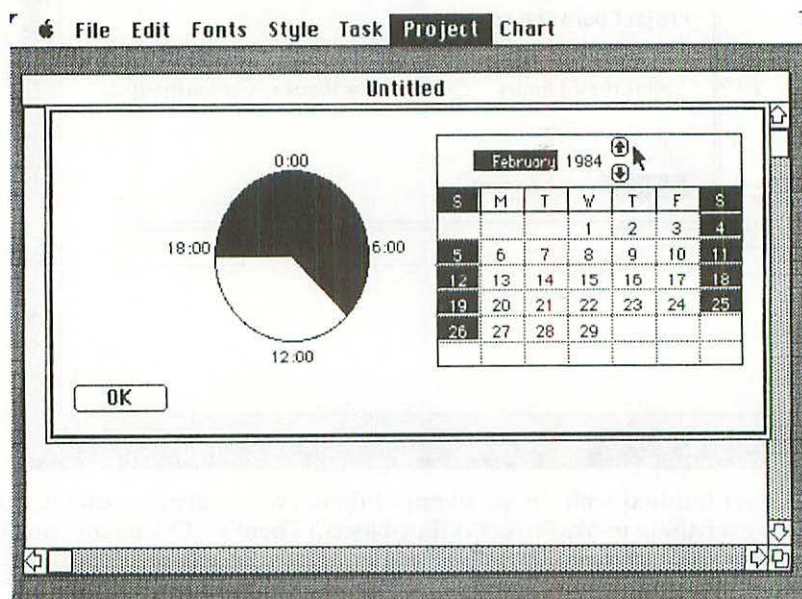 File Edit Fonts Style Task Project Chart
Untitled
0:00
18:00
6:00
12:00
OK
February 1984
S M T W T F S
1 2 3 4
5 6 7 8 9 10 11
12 13 14 15 16 17 18
19 20 21 22 23 24 25
26 27 28 29